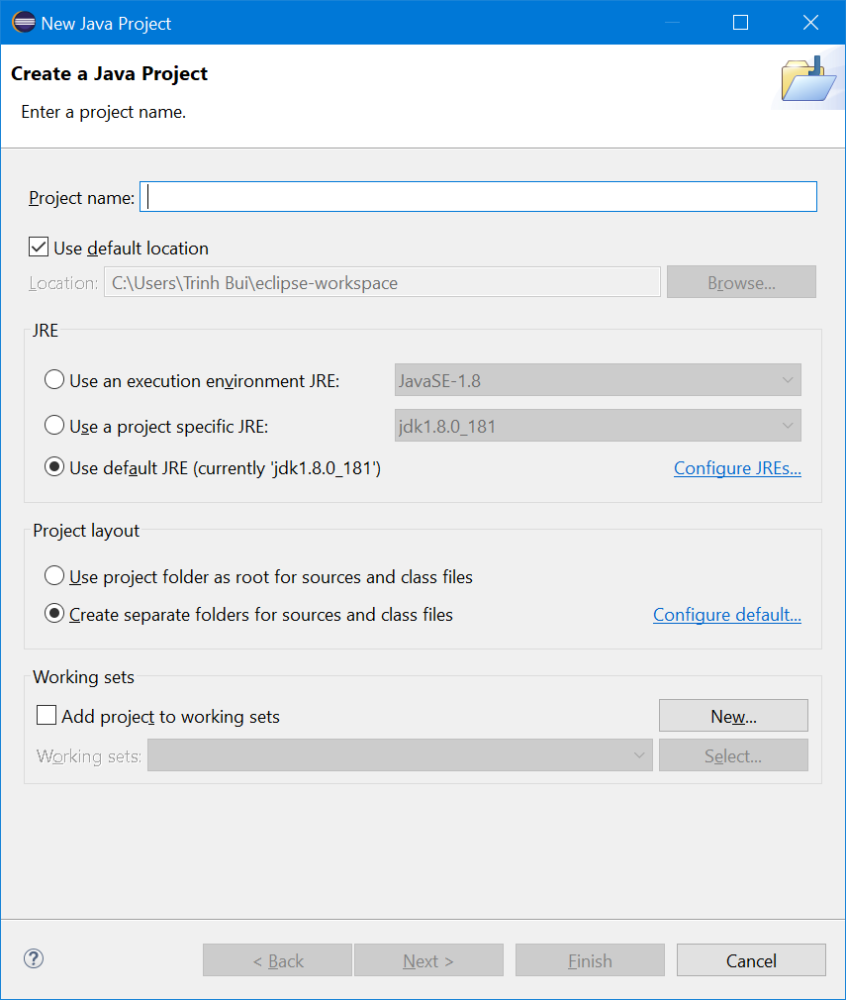 New Java Project
Create a Java Project
Enter a project name.
Project name:
Use default location
Location: C:\Users\Trinh Bui\eclipse-workspace Browse...
JRE
Use an execution environment JRE: JavaSE-1.8
Use a project specific JRE: jdk1.8.0_181
Use default JRE (currently 'jdk1.8.0_181') Configure JREs...
Project layout
Use project folder as root for sources and class files
Create separate folders for sources and class files Configure default...
Working sets
Add project to working sets New...
Working sets: Select...
? < Back Next > Finish Cancel